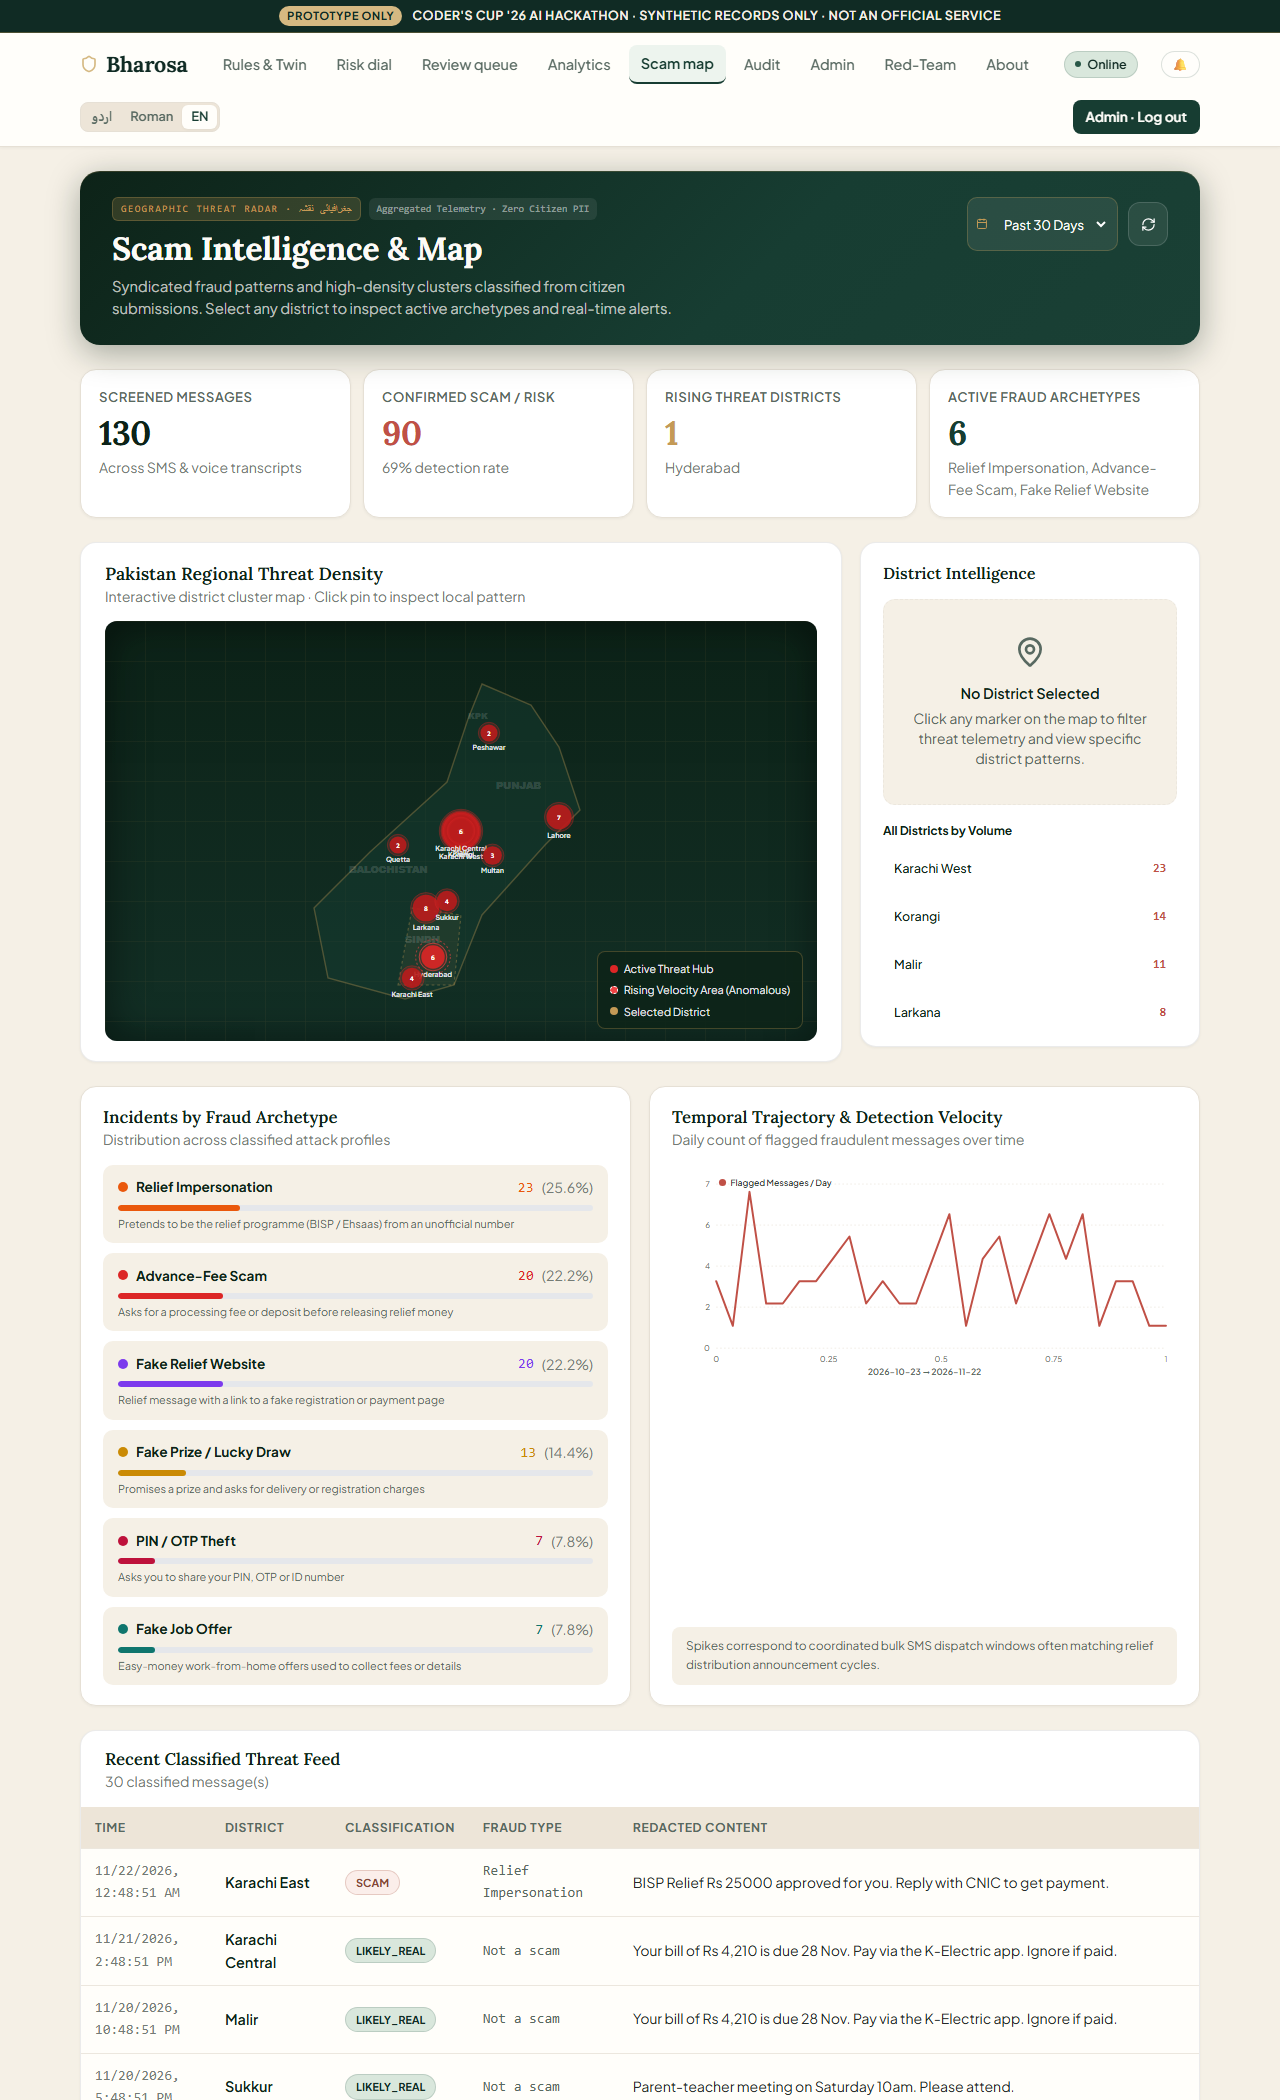 PROTOTYPE ONLY CODER'S CUP '26 AI HACKATHON · SYNTHETIC RECORDS ONLY · NOT AN OFFICIAL SERVICE
Bharosa Rules & Twin Risk dial Review queue Analytics Scam map Audit Admin Red-Team About Online
اردو Roman EN Admin · Log out
GEOGRAPHIC THREAT RADAR · جغرافیائی نقشہ Aggregated Telemetry · Zero Citizen PII
Past 30 Days
Scam Intelligence & Map
Syndicated fraud patterns and high-density clusters classified from citizen
submissions. Select any district to inspect active archetypes and real-time alerts.
SCREENED MESSAGES
130
Across SMS & voice transcripts
CONFIRMED SCAM / RISK
90
69% detection rate
RISING THREAT DISTRICTS
1
Hyderabad
ACTIVE FRAUD ARCHETYPES
6
Relief Impersonation, Advance-
Fee Scam, Fake Relief Website
Pakistan Regional Threat Density
Interactive district cluster map · Click pin to inspect local pattern
KPK
2
Peshawar
PUNJAB
7
Lahore
6
Karachi Central
Karachi West
2
Quetta
3
Multan
BALOCHISTAN
8
Larkana
4
Sukkur
SINDH
6
derabad
4
Karachi East
Active Threat Hub
Rising Velocity Area (Anomalous)
Selected District
District Intelligence
No District Selected
Click any marker on the map to filter
threat telemetry and view specific
district patterns.
All Districts by Volume
Karachi West 23
Korangi 14
Malir 11
Larkana 8
Incidents by Fraud Archetype
Distribution across classified attack profiles
Relief Impersonation 23 (25.6%)
Pretends to be the relief programme (BISP / Ehsaas) from an unofficial number
Advance-Fee Scam 20 (22.2%)
Asks for a processing fee or deposit before releasing relief money
Fake Relief Website 20 (22.2%)
Relief message with a link to a fake registration or payment page
Fake Prize / Lucky Draw 13 (14.4%)
Promises a prize and asks for delivery or registration charges
PIN / OTP Theft 7 (7.8%)
Asks you to share your PIN, OTP or ID number
Fake Job Offer 7 (7.8%)
Easy-money work-from-home offers used to collect fees or details
Temporal Trajectory & Detection Velocity
Daily count of flagged fraudulent messages over time
Flagged Messages / Day
7
6
4
2
0
0 0.25 0.5 0.75 1
2026-10-23 → 2026-11-22
Spikes correspond to coordinated bulk SMS dispatch windows often matching relief
distribution announcement cycles.
Recent Classified Threat Feed
30 classified message(s)
TIME DISTRICT CLASSIFICATION FRAUD TYPE REDACTED CONTENT
11/22/2026,
12:48:51 AM Karachi East SCAM Relief
Impersonation BISP Relief Rs 25000 approved for you. Reply with CNIC to get payment.
11/21/2026,
2:48:51 PM Karachi
Central LIKELY_REAL Not a scam Your bill of Rs 4,210 is due 28 Nov. Pay via the K-Electric app. Ignore if paid.
11/20/2026,
10:48:51 PM Malir LIKELY_REAL Not a scam Your bill of Rs 4,210 is due 28 Nov. Pay via the K-Electric app. Ignore if paid.
11/20/2026,
5:48:51 PM Sukkur LIKELY_REAL Not a scam Parent-teacher meeting on Saturday 10am. Please attend.